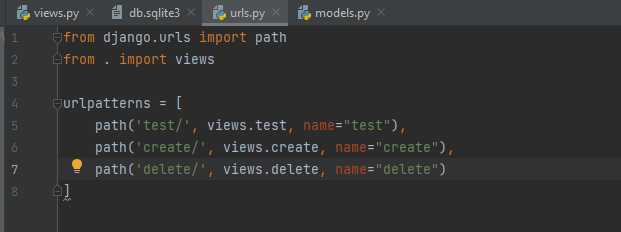 views.py db.sqlite3 urls.py models.py
1 from django.urls import path
2 from . import views
3
4 urlpatterns = [
5 path('test/', views.test, name="test"),
6 path('create/', views.create, name="create"),
7 path('delete/', views.delete, name="delete")
8 ]